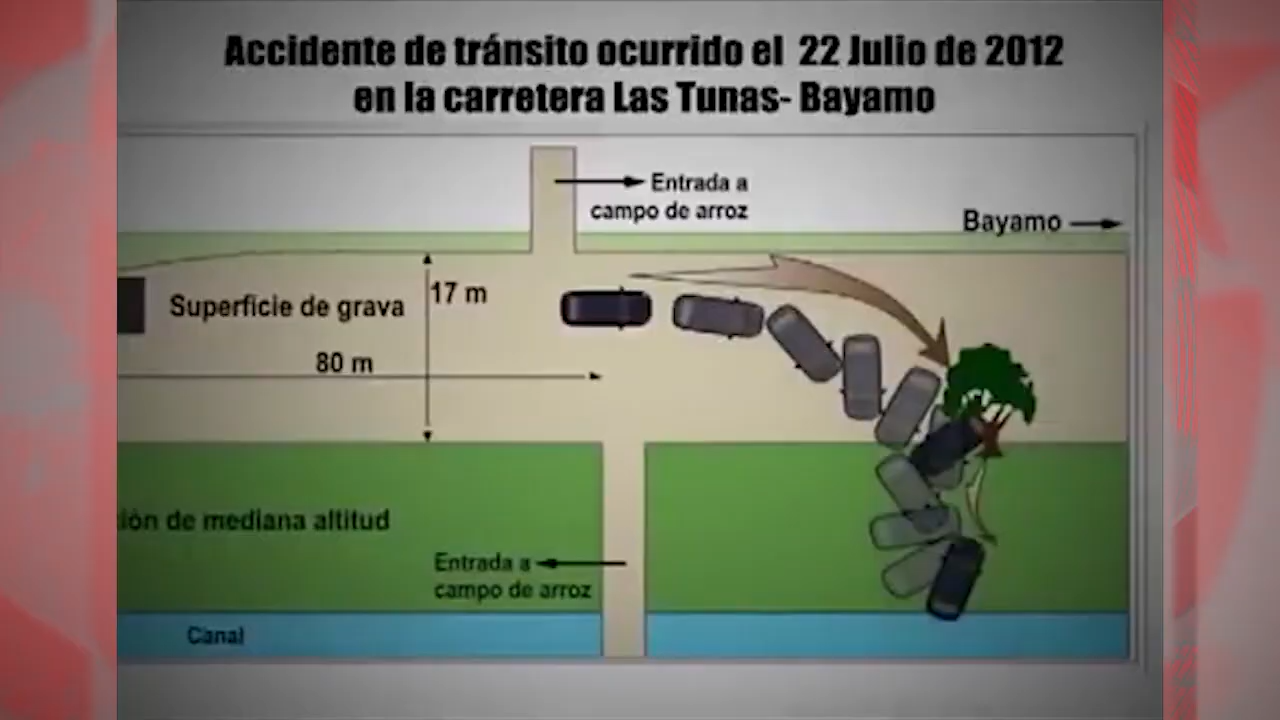 Accidente de tránsito ocurrido el 22 Julio de 2012
en la carretera Las Tunas- Bayamo
Entrada a
campo de arroz
Bayamo
Superficie de grava
17 m
80 m
ión de mediana altitud
Entrada a
campo de arroz
Canal